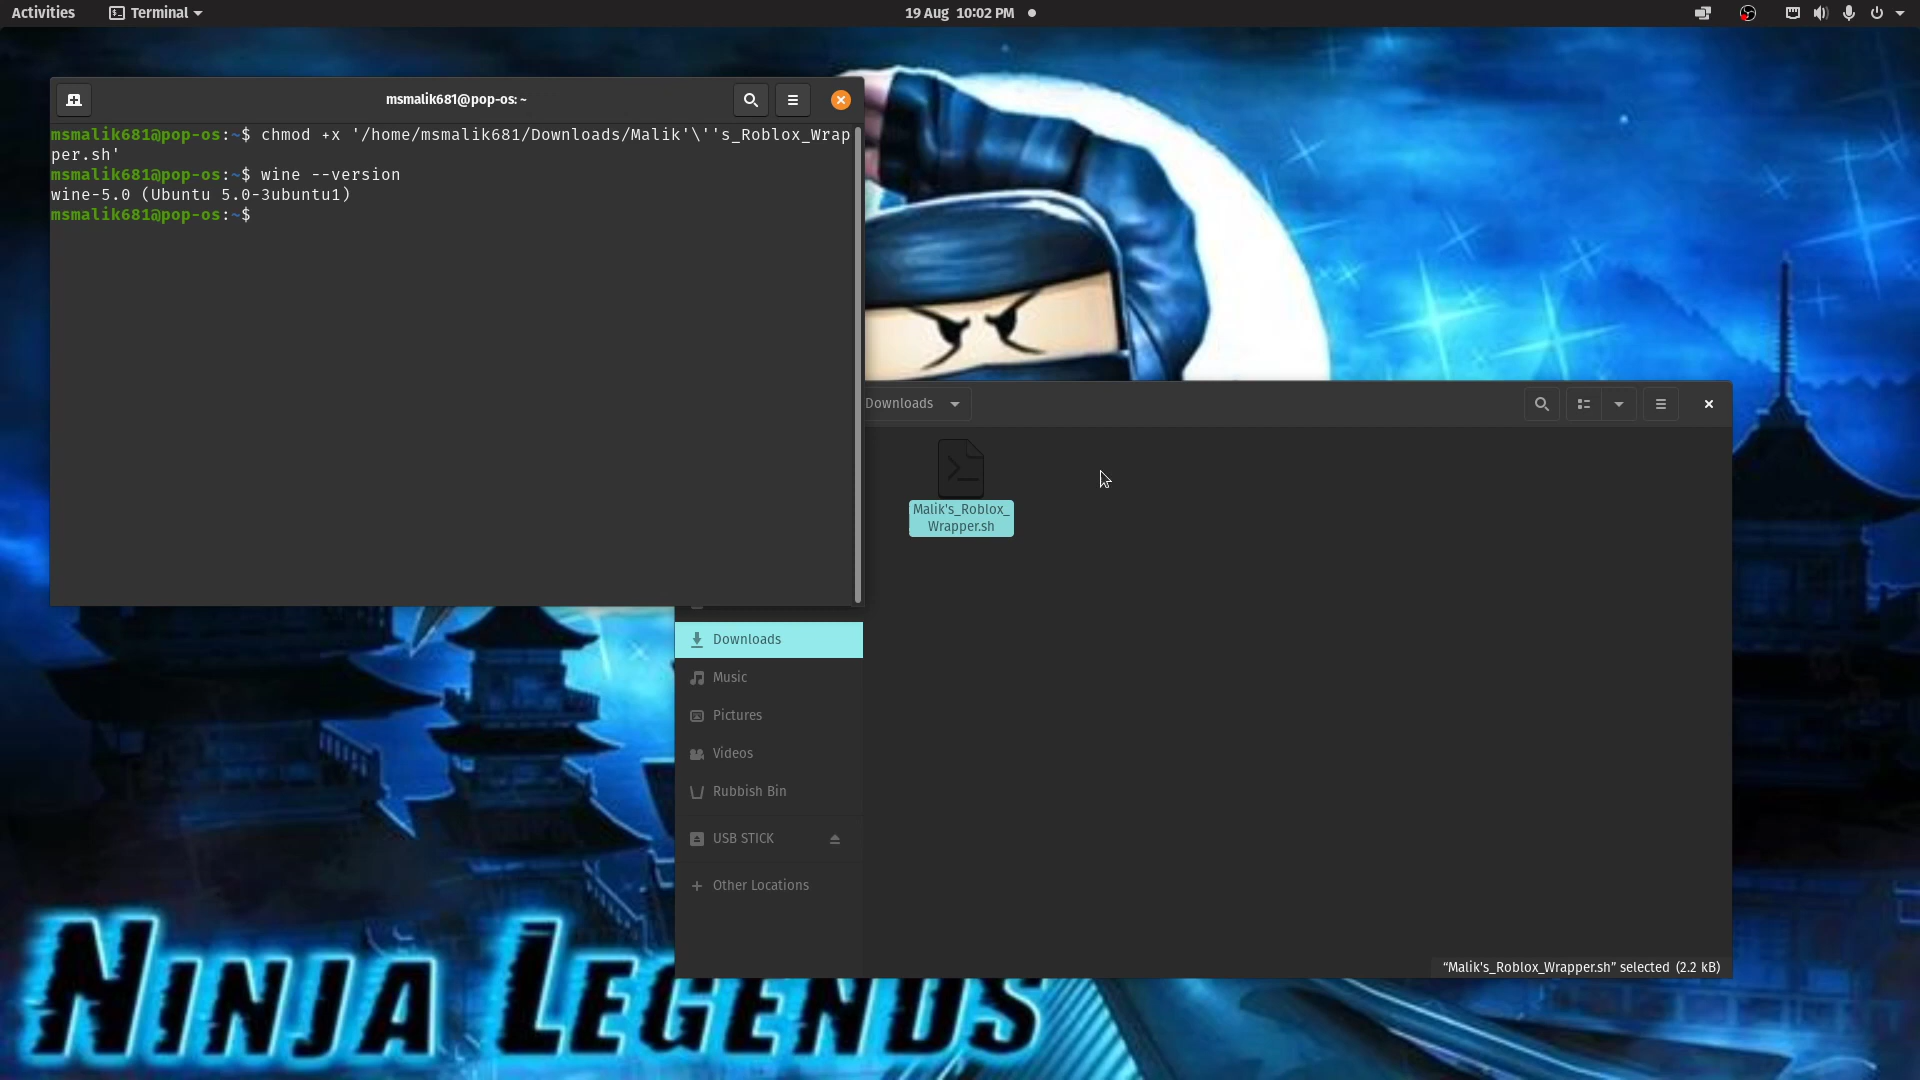 Activities
Terminal
19 Aug 10:02 PM
msmalik681@pop-os: ~
msmalik681@pop-os:~$ chmod +x '/home/msmalik681/Downloads/Malik'\''s_Roblox_Wrap
per.sh'
msmalik681@pop-os:~$ wine --version
wine-5.0 (Ubuntu 5.0-3ubuntu1)
msmalik681@pop-os:~$
Downloads
Malik's_Roblox_
Wrapper.sh
Downloads
Music
Pictures
Videos
Rubbish Bin
USB STICK
Other Locations
“Malik's_Roblox_Wrapper.sh” selected (2.2 kB)
NINJA LEGENDS